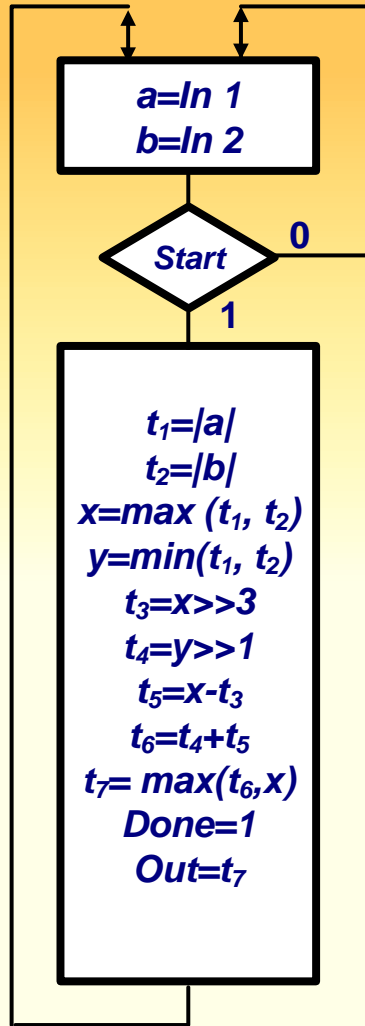 a=In 1
b=In 2
Start
0
1
t₁=|a|
t₂=|b|
x=max (t₁, t₂)
y=min(t₁, t₂)
t₃=x>>3
t₄=y>>1
t₅=x-t₃
t₆=t₄+t₅
t₇= max(t₆,x)
Done=1
Out=t₇